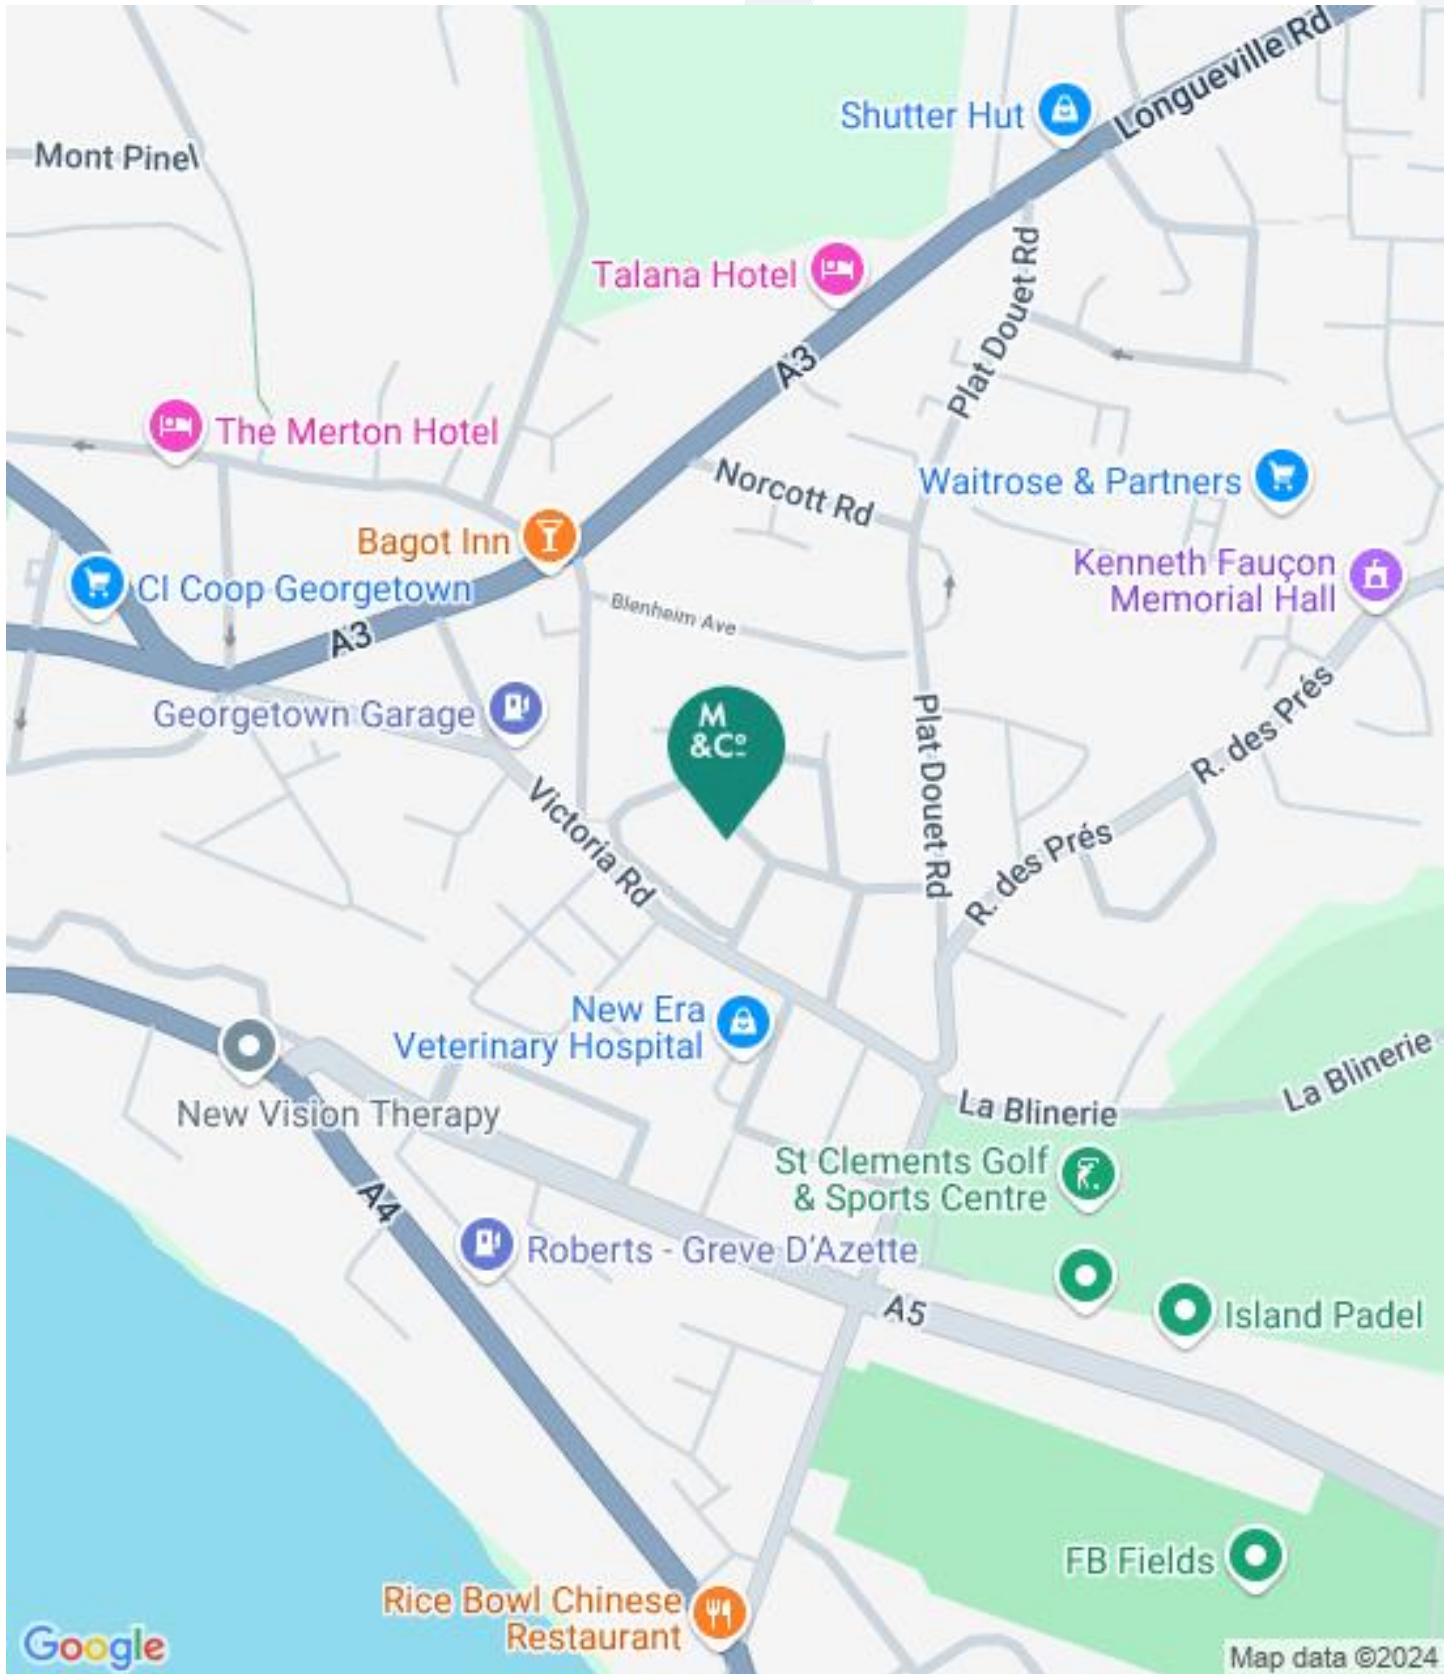 Longueville Rd
Shutter Hut
Mont Pinel
Talana Hotel
Plat Douet Rd
A3
The Merton Hotel
Norcott Rd
Waitrose & Partners
Bagot Inn
Kenneth Fauçon
Memorial Hall
CI Coop Georgetown
Blenheim Ave
A3
Georgetown Garage
M
&Cº
R. des Prés
Plat Douet Rd
Victoria Rd
R. des Prés
New Era
Veterinary Hospital
La Blinerie
New Vision Therapy
La Blinerie
St Clements Golf
& Sports Centre
A4
Roberts - Greve D'Azette
A5
Island Padel
FB Fields
Rice Bowl Chinese
Restaurant
Google
Map data ©2024